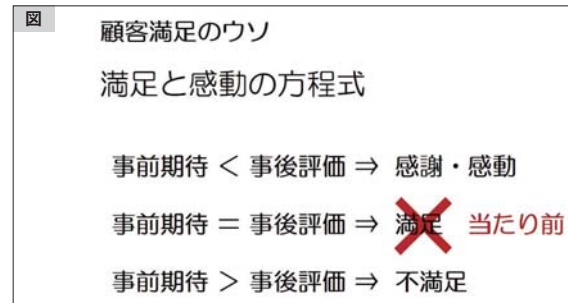 図
顧客満足のウソ
満足と感動の方程式
事前期待 < 事後評価 ⇒ 感謝・感動
事前期待 = 事後評価 ⇒ 満足 当たり前
事前期待 > 事後評価 ⇒ 不満足